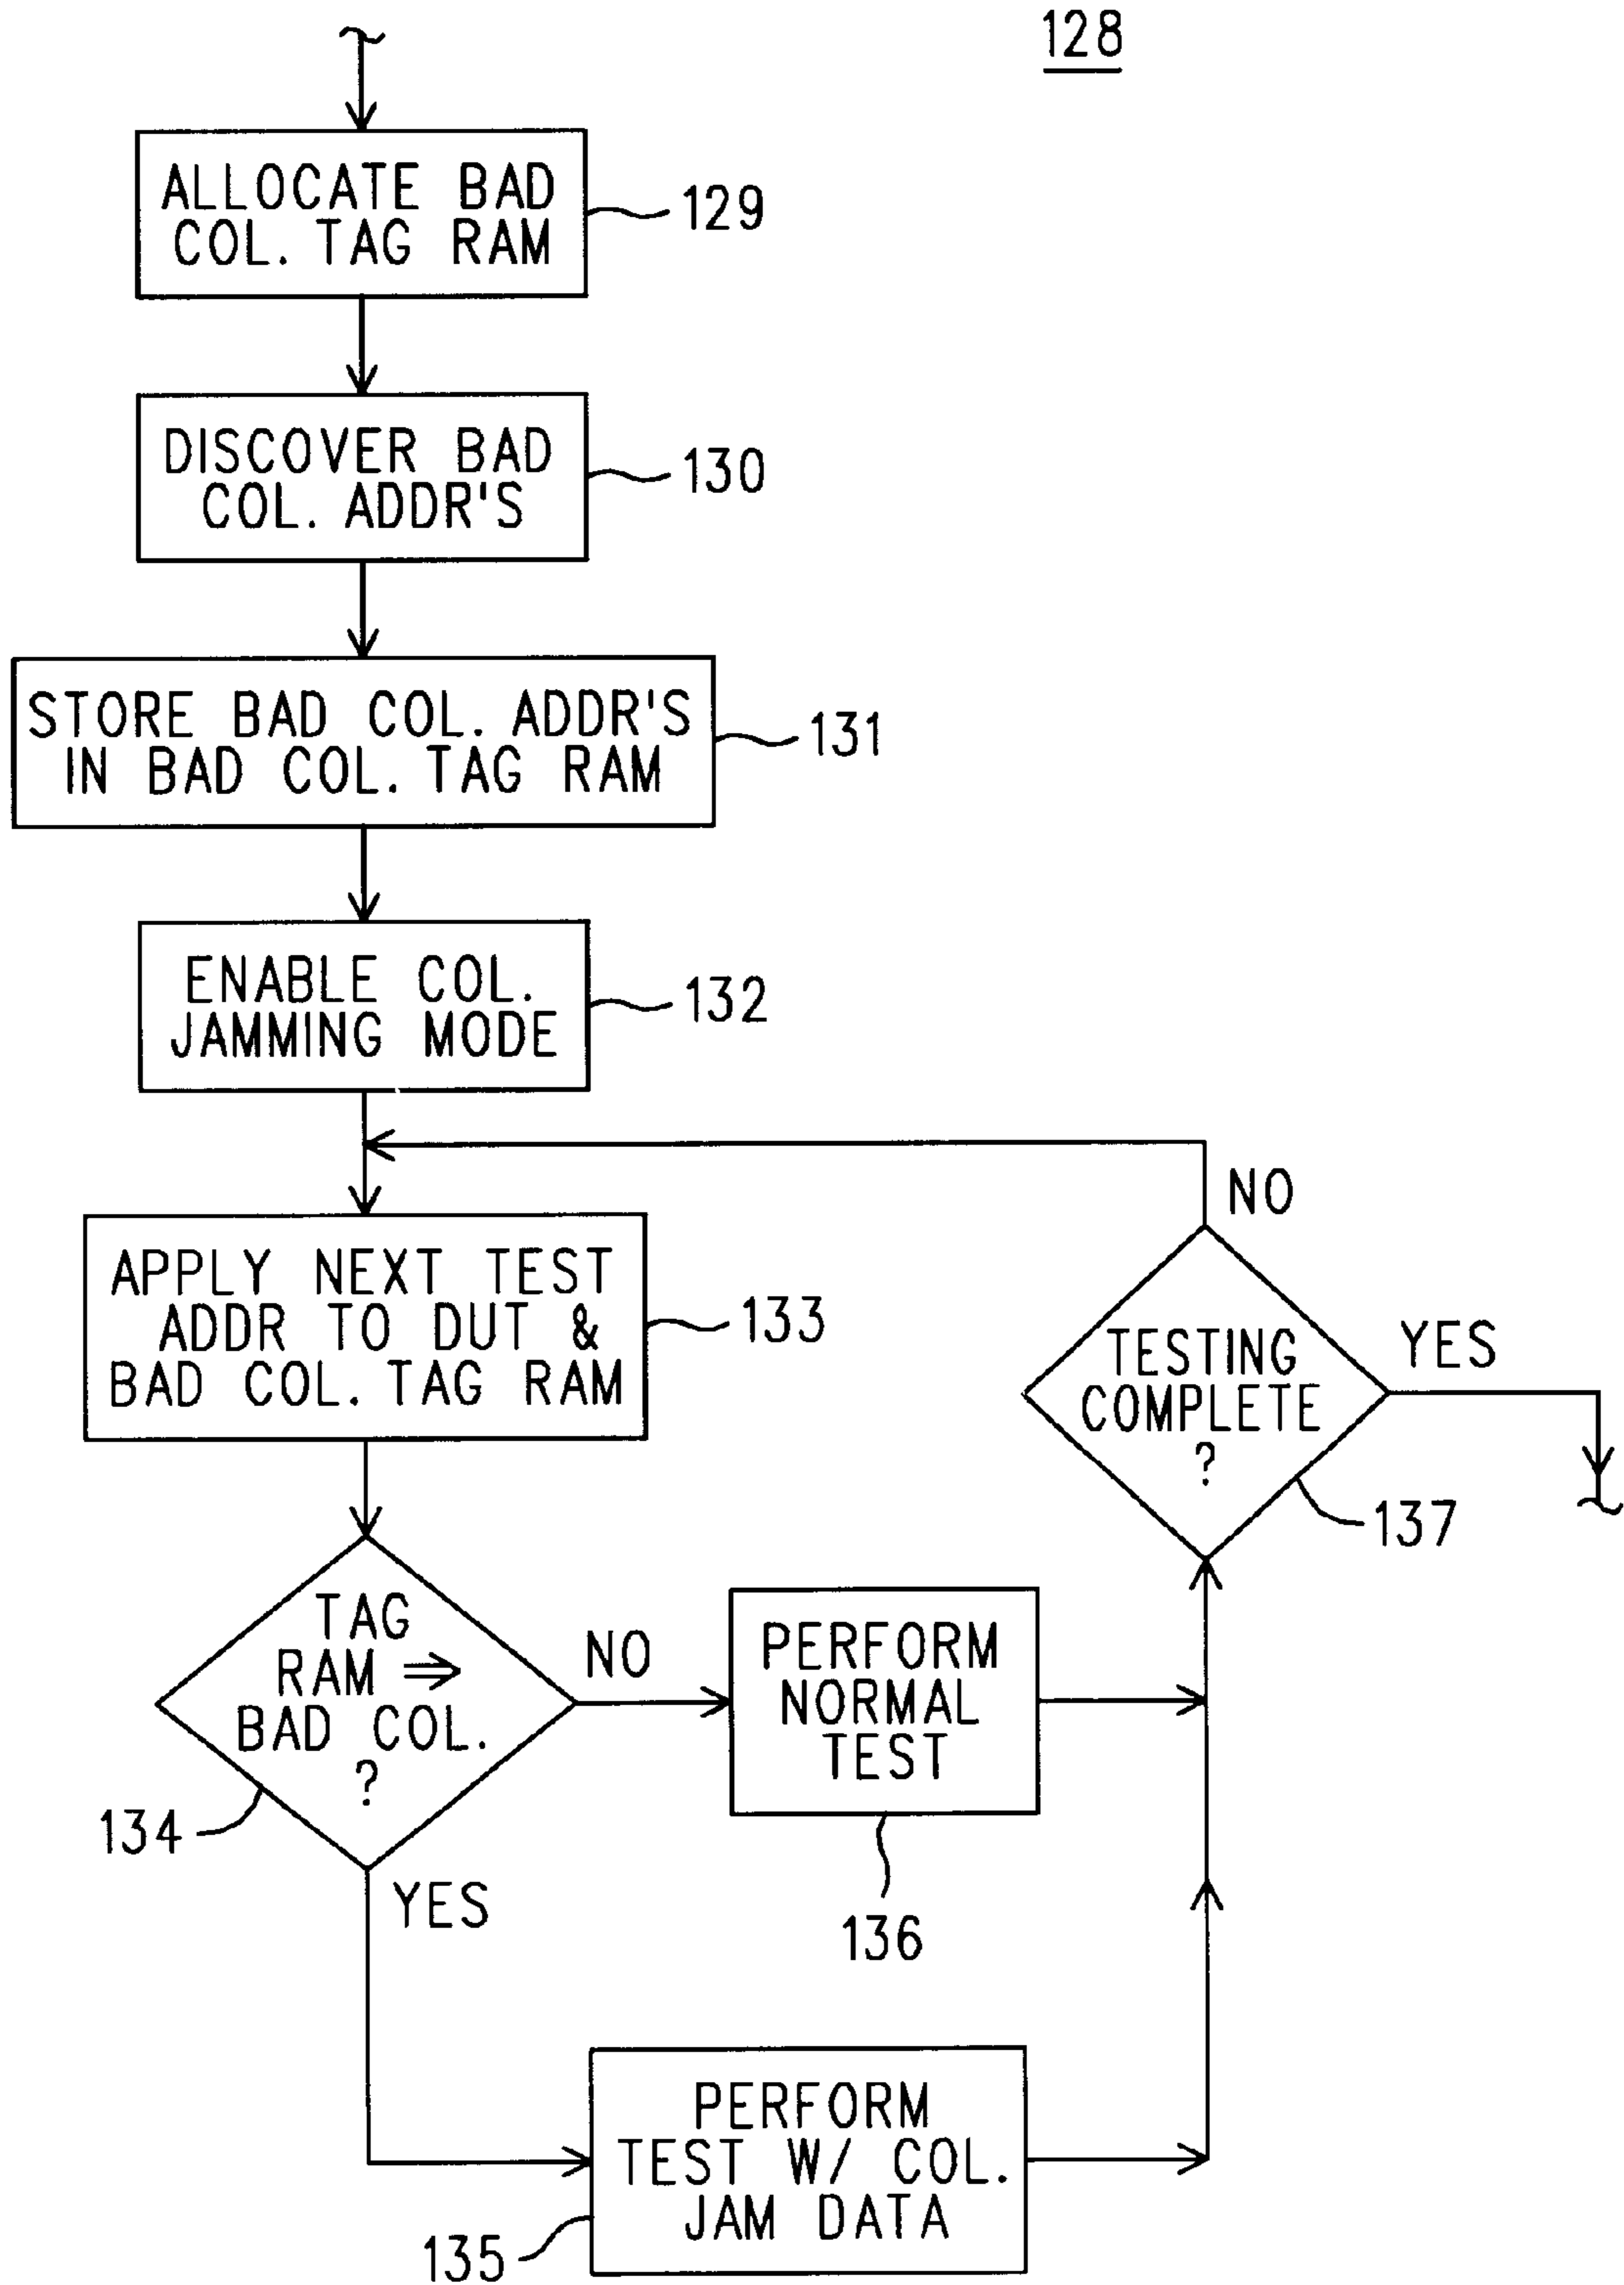 128
ALLOCATE BAD
COL. TAG RAM
129
DISCOVER BAD
COL. ADDR'S
130
STORE BAD COL. ADDR'S
IN BAD COL. TAG RAM
131
ENABLE COL.
JAMMING MODE
132
APPLY NEXT TEST
ADDR TO DUT &
BAD COL. TAG RAM
133
NO
TESTING
COMPLETE
?
YES
137
TAG
RAM ⇒
BAD COL.
?
134
NO
YES
PERFORM
NORMAL
TEST
136
PERFORM
TEST W/ COL.
JAM DATA
135